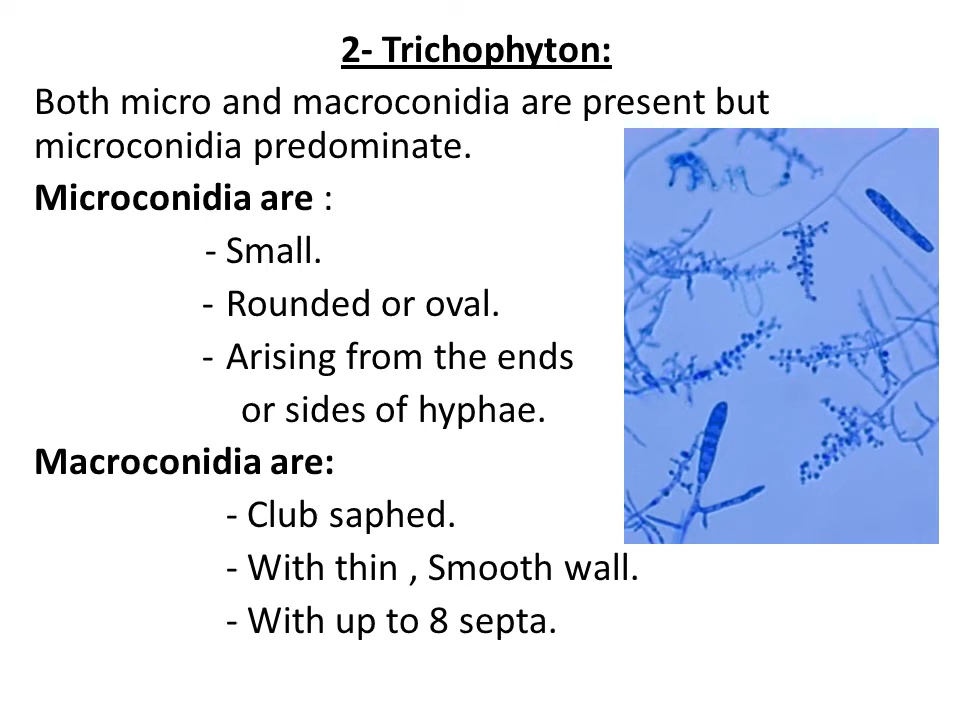 2- Trichophyton:
Both micro and macroconidia are present but
microconidia predominate.
Microconidia are :
- Small.
- Rounded or oval.
- Arising from the ends
or sides of hyphae.
Macroconidia are:
- Club saphed.
- With thin , Smooth wall.
- With up to 8 septa.